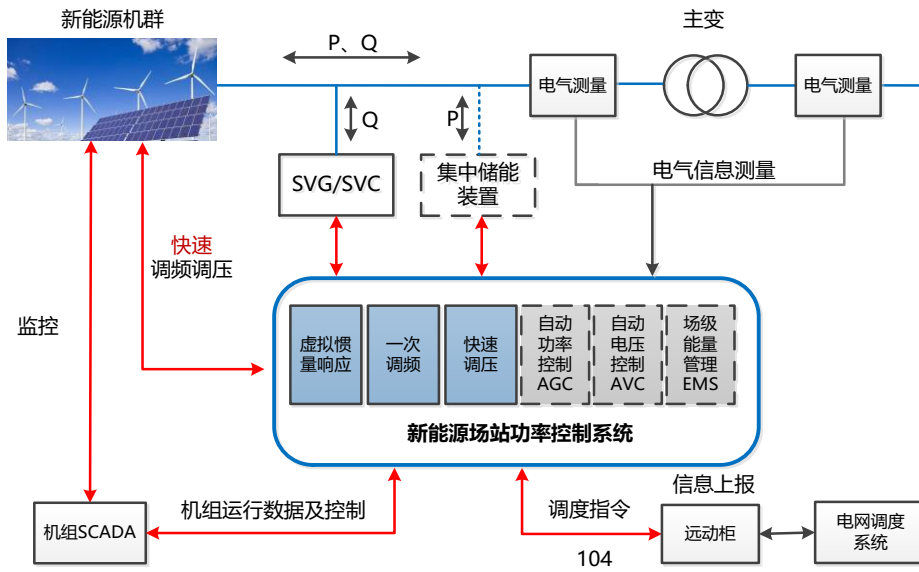 新能源机群
主变
P、Q
电气测量
电气测量
Q
P
SVG/SVC
集中储能
装置
电气信息测量
快速
调频调压
监控
虚拟惯
量响应
一次
调频
快速
调压
自动
功率
控制
AGC
自动
电压
控制
AVC
场级
能量
管理
EMS
新能源场站功率控制系统
机组SCADA
机组运行数据及控制
调度指令
104
信息上报
远动柜
电网调度
系统